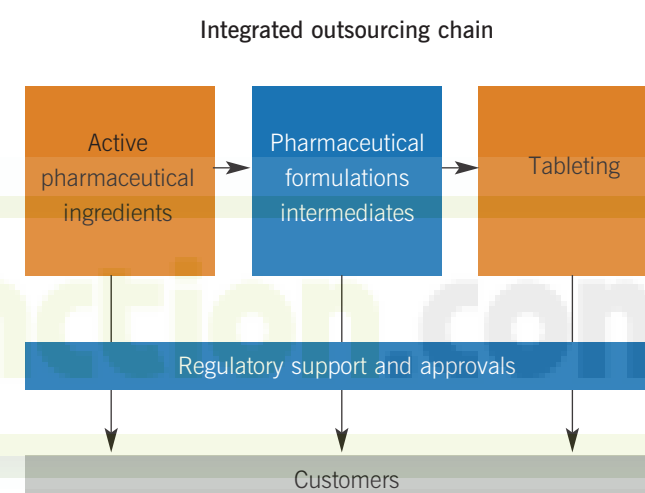 Integrated outsourcing chain
Active
pharmaceutical
ingredients
Pharmaceutical
formulations
intermediates
Tableting
Regulatory support and approvals
Customers